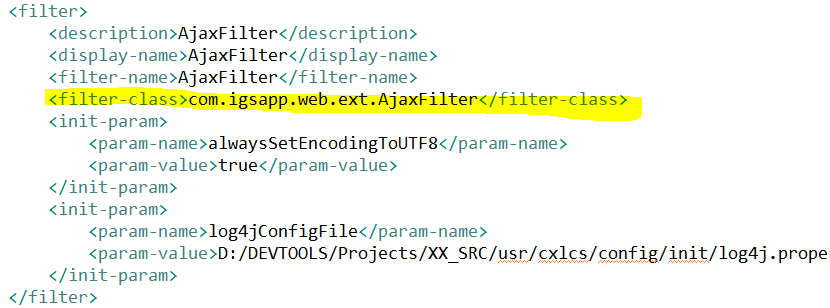 <filter>
<description>AjaxFilter</description>
<display-name>AjaxFilter</display-name>
<filter-name>AjaxFilter</filter-name>
<filter-class>com.igsapp.web.ext.AjaxFilter</filter-class>
<init-param>
<param-name>alwaysSetEncodingToUTF8</param-name>
<param-value>true</param-value>
</init-param>
<init-param>
<param-name>log4jConfigFile</param-name>
<param-value>D:/DEVTOOLS/Projects/XX_SRC/usr/cxlcs/config/init/log4j.prope
</init-param>
</filter>